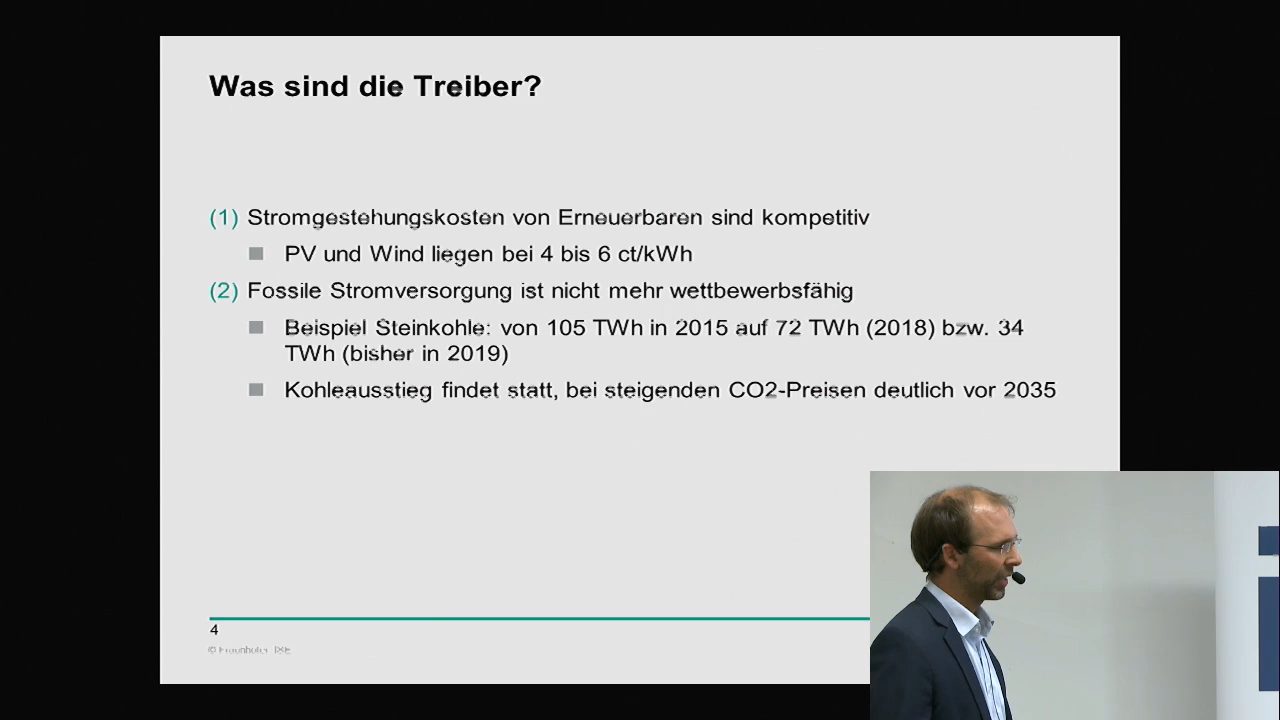 Was sind die Treiber?
(1) Stromgestehungskosten von Erneuerbaren sind kompetitiv
PV und Wind liegen bei 4 bis 6 ct/kWh
(2) Fossile Stromversorgung ist nicht mehr wettbewerbsfähig
Beispiel Steinkohle: von 105 TWh in 2015 auf 72 TWh (2018) bzw. 34
TWh (bisher in 2019)
Kohleausstieg findet statt, bei steigenden CO2-Preisen deutlich vor 2035
4
© Fraunhofer ISE